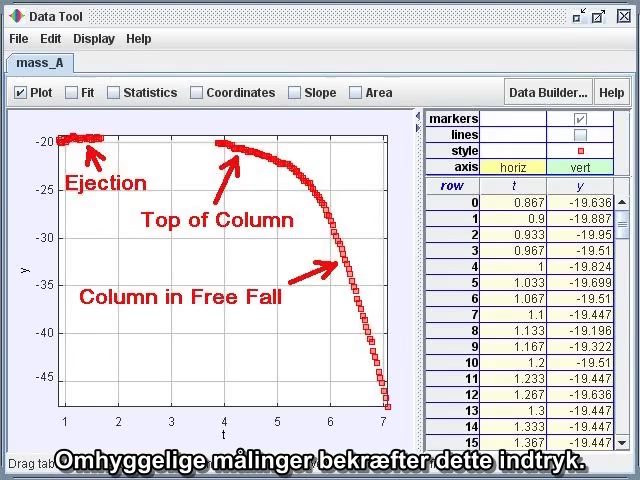 Data Tool
File Edit Display Help
mass_A
Plot Fit Statistics Coordinates Slope Area Data Builder... Help
markers
lines
style
axis horiz vert
row t y
0 0.867 -19.636
1 0.9 -19.887
2 0.933 -19.95
3 0.967 -19.51
4 1 -19.824
5 1.033 -19.699
6 1.067 -19.51
7 1.1 -19.447
8 1.133 -19.196
9 1.167 -19.322
10 1.2 -19.51
11 1.233 -19.447
12 1.267 -19.636
13 1.3 -19.447
14 1.333 -19.447
15 1.367 -19.447
-20
-25
-30
-35
-40
-45
y
Ejection
Top of Column
Column in Free Fall
1 2 3 4 5 6 7
t
Drag tab
Omhyggelige målinger bekræfter dette indtryk.